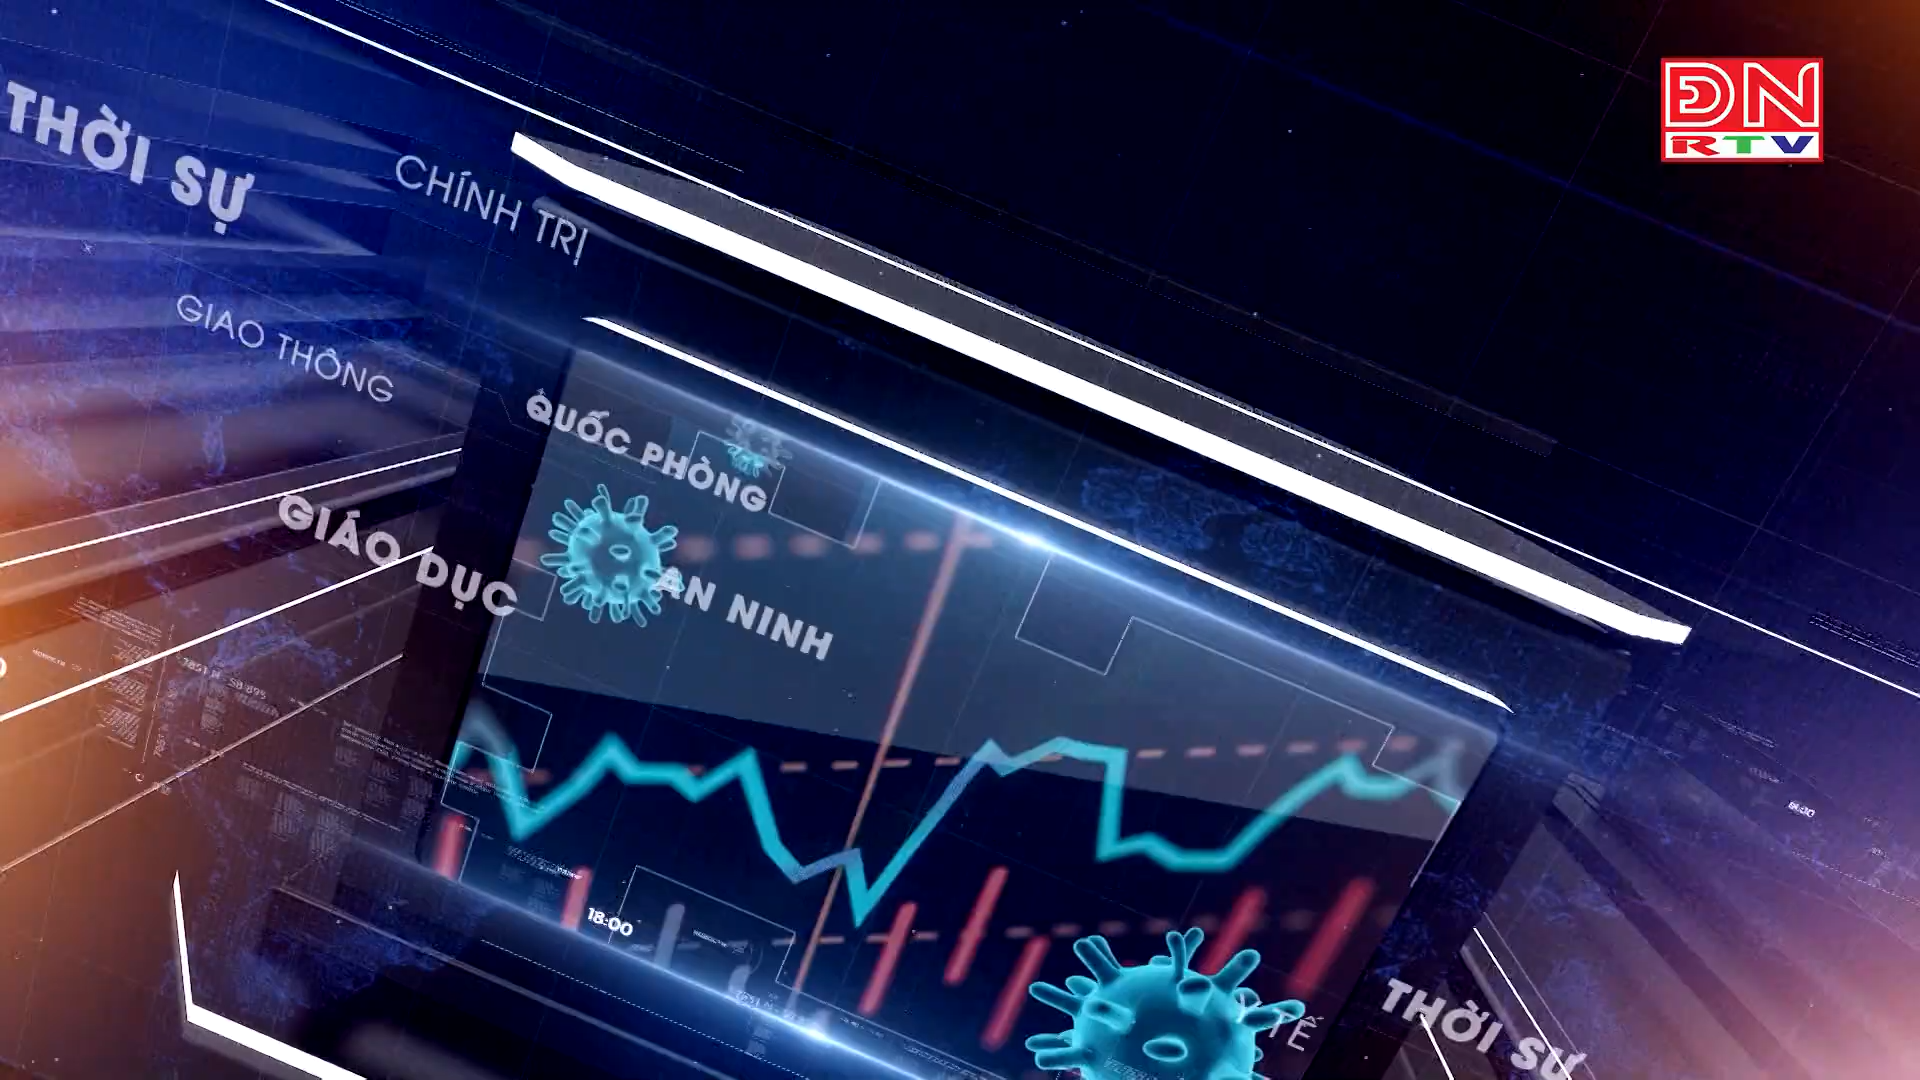 ĐN
RTV
THỜI SỰ
CHÍNH TRỊ
GIAO THÔNG
QUỐC PHÒNG
GIÁO DỤC
AN NINH
18:00
Y TẾ
THỜI SỰ